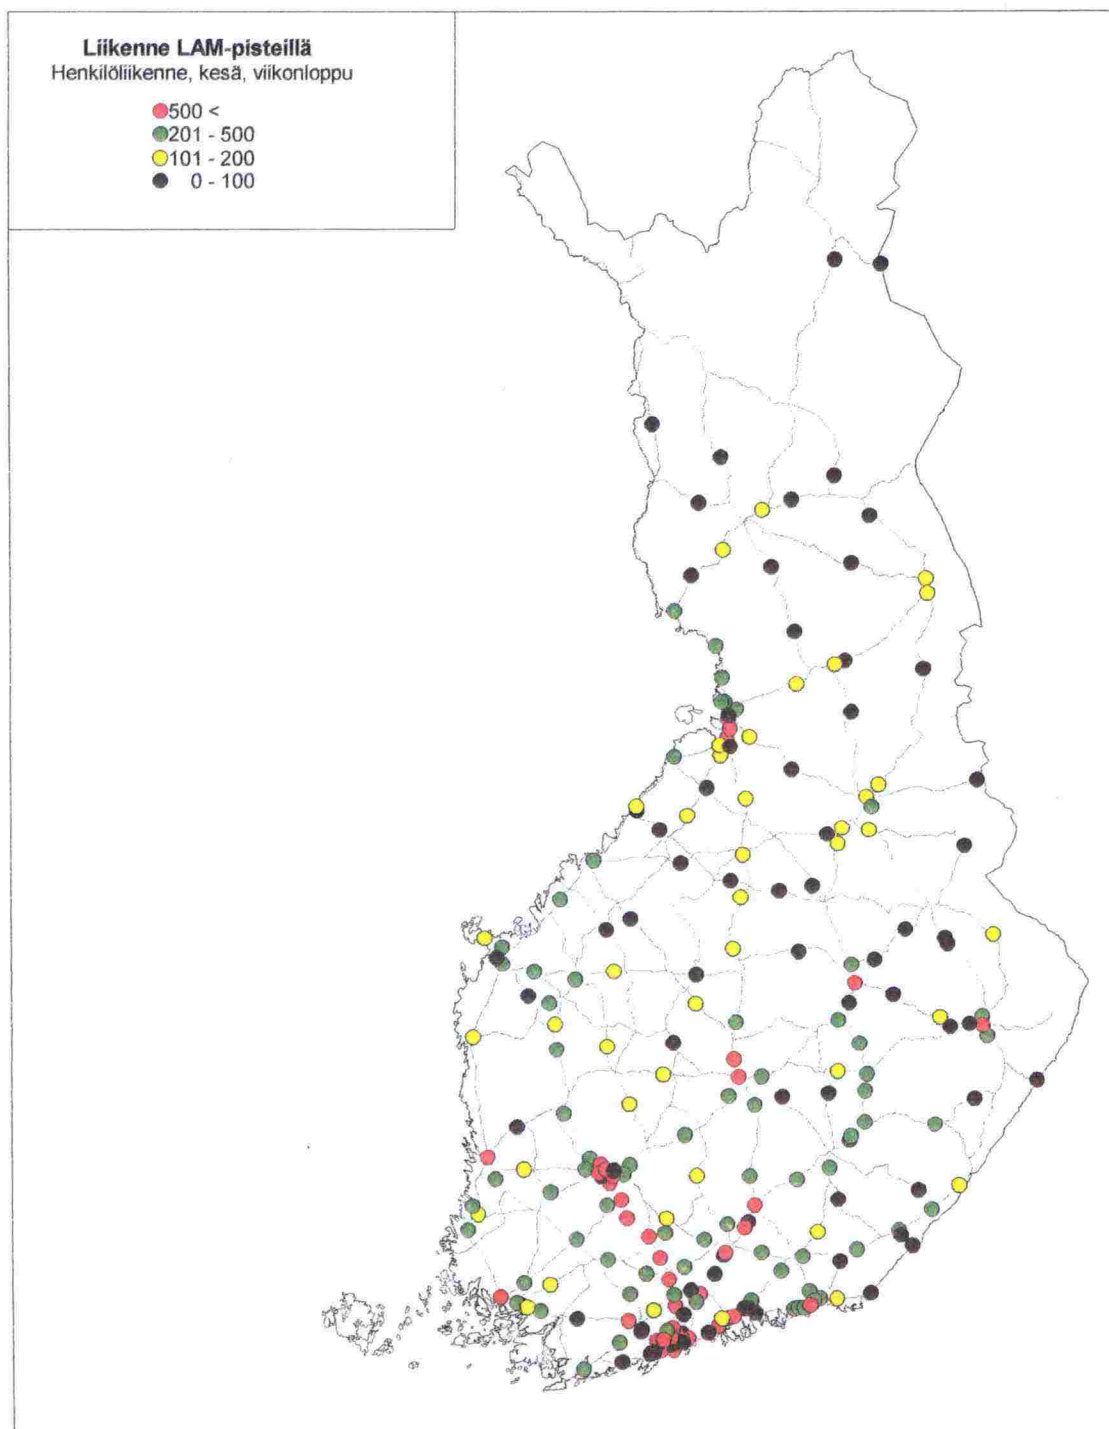 Liikenne LAM-pisteillä
Henkilöliikenne, kesä, viikonloppu
500 <
201 - 500
101 - 200
0 - 100